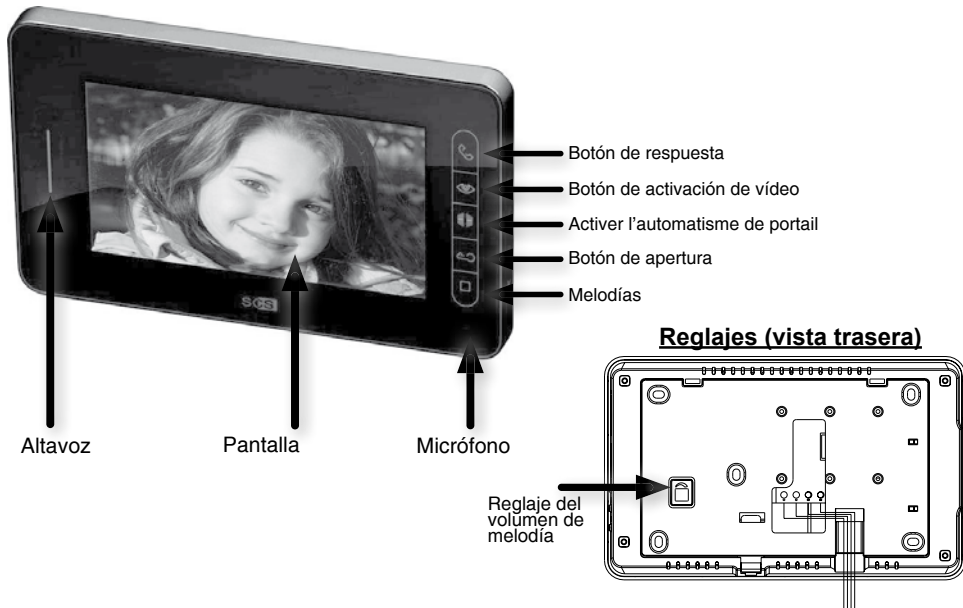 Botón de respuesta
Botón de activación de vídeo
Activer l'automatisme de portail
Botón de apertura
Melodías
SCS
Reglajes (vista trasera)
Altavoz
Pantalla
Micrófono
Reglaje del
volumen de
melodía